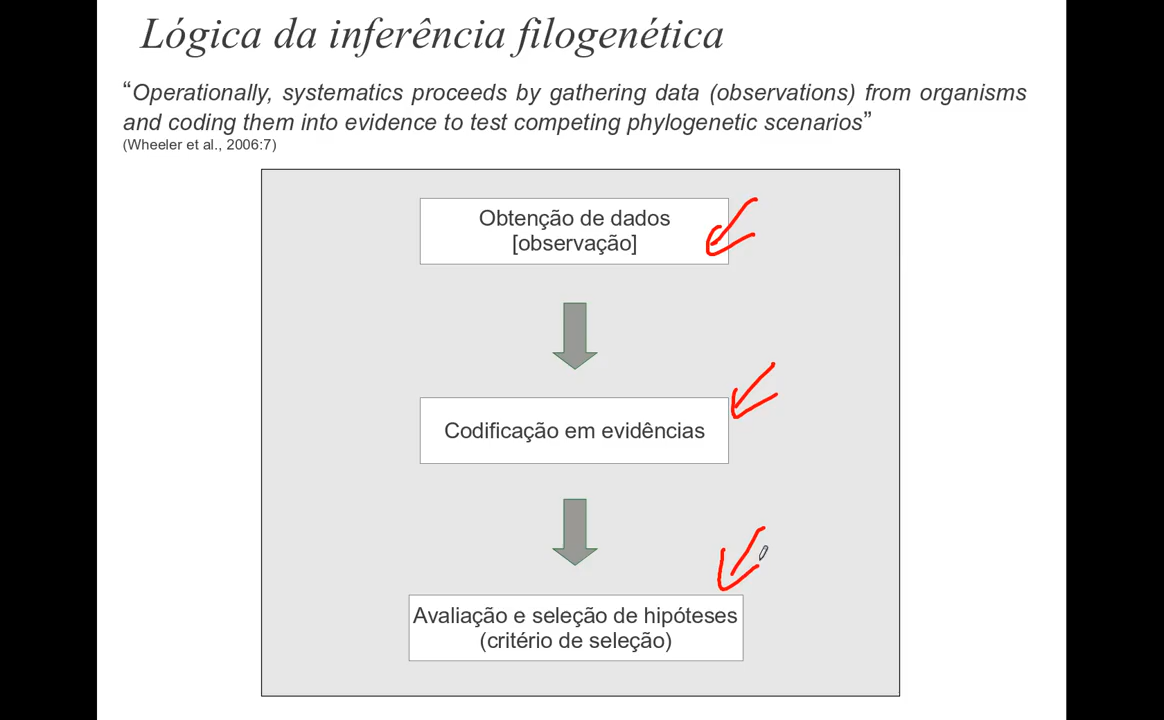 Lógica da inferência filogenética
“Operationally, systematics proceeds by gathering data (observations) from organisms
and coding them into evidence to test competing phylogenetic scenarios”
(Wheeler et al., 2006:7)
Obtenção de dados
[observação]
Codificação em evidências
Avaliação e seleção de hipóteses
(critério de seleção)